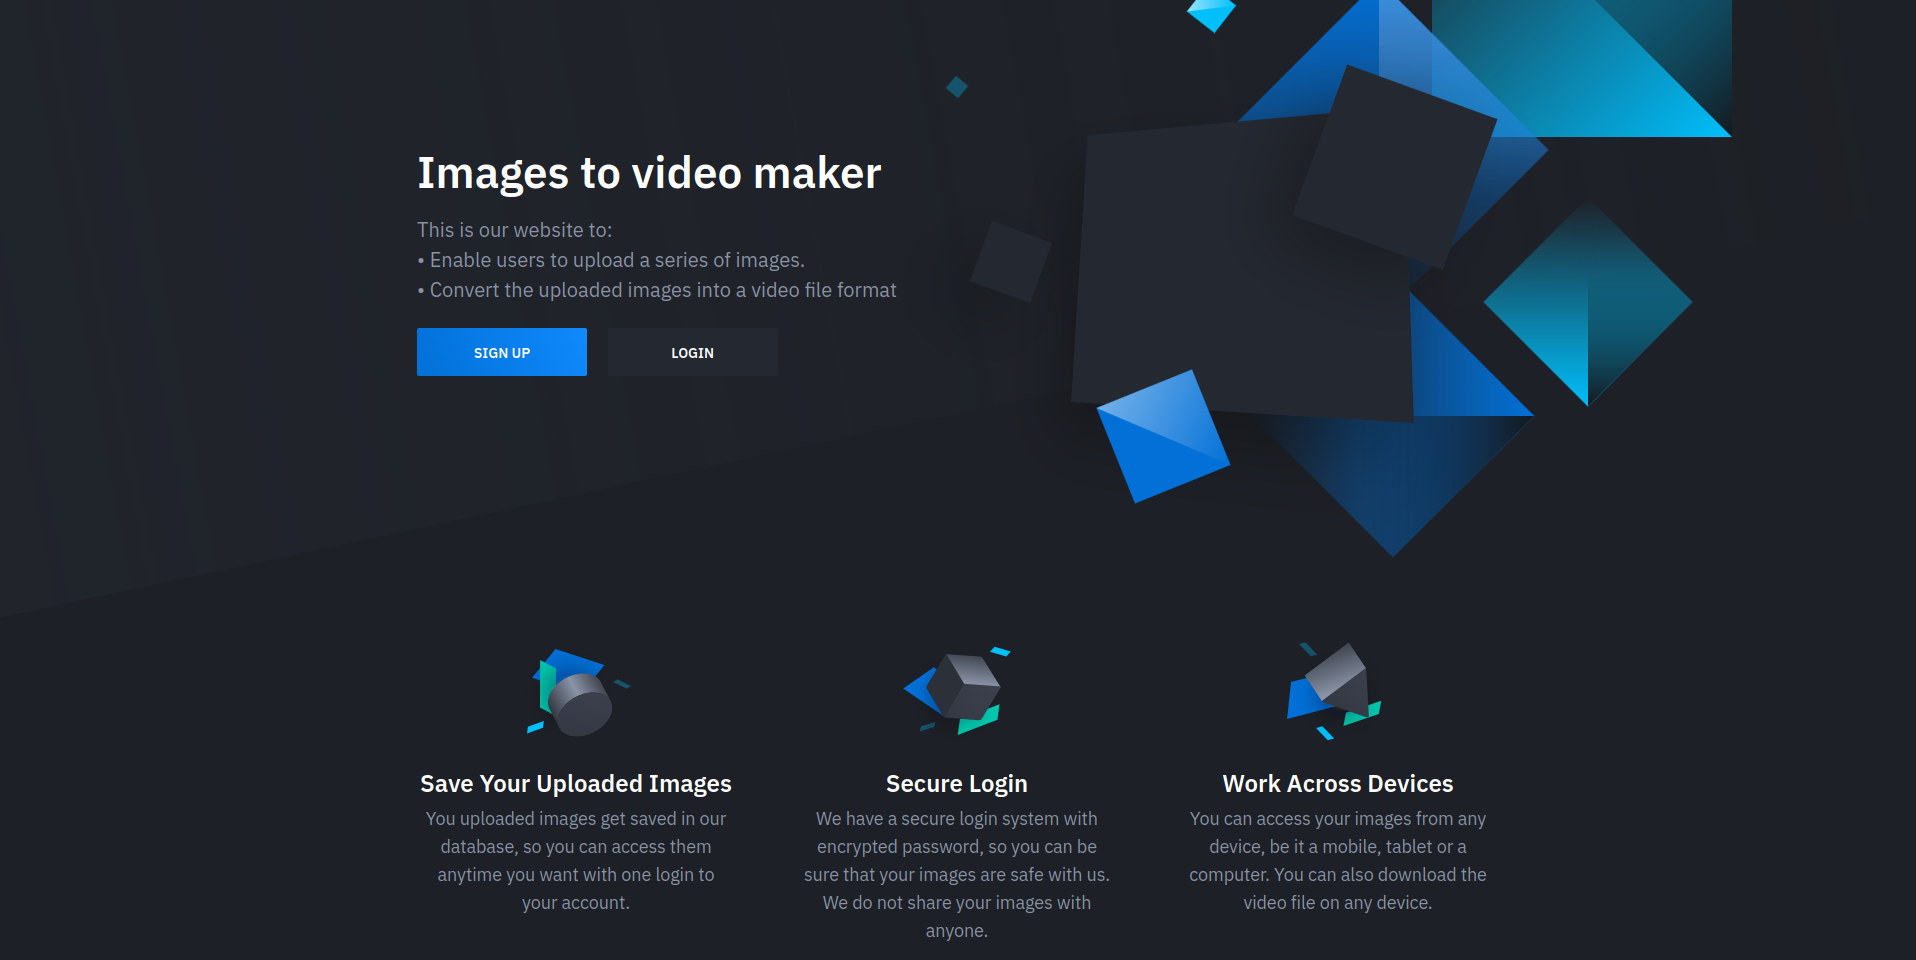 Images to video maker
This is our website to:
• Enable users to upload a series of images.
• Convert the uploaded images into a video file format
SIGN UP
LOGIN
Save Your Uploaded Images
You uploaded images get saved in our
database, so you can access them
anytime you want with one login to
your account.
Secure Login
We have a secure login system with
encrypted password, so you can be
sure that your images are safe with us.
We do not share your images with
anyone.
Work Across Devices
You can access your images from any
device, be it a mobile, tablet or a
computer. You can also download the
video file on any device.